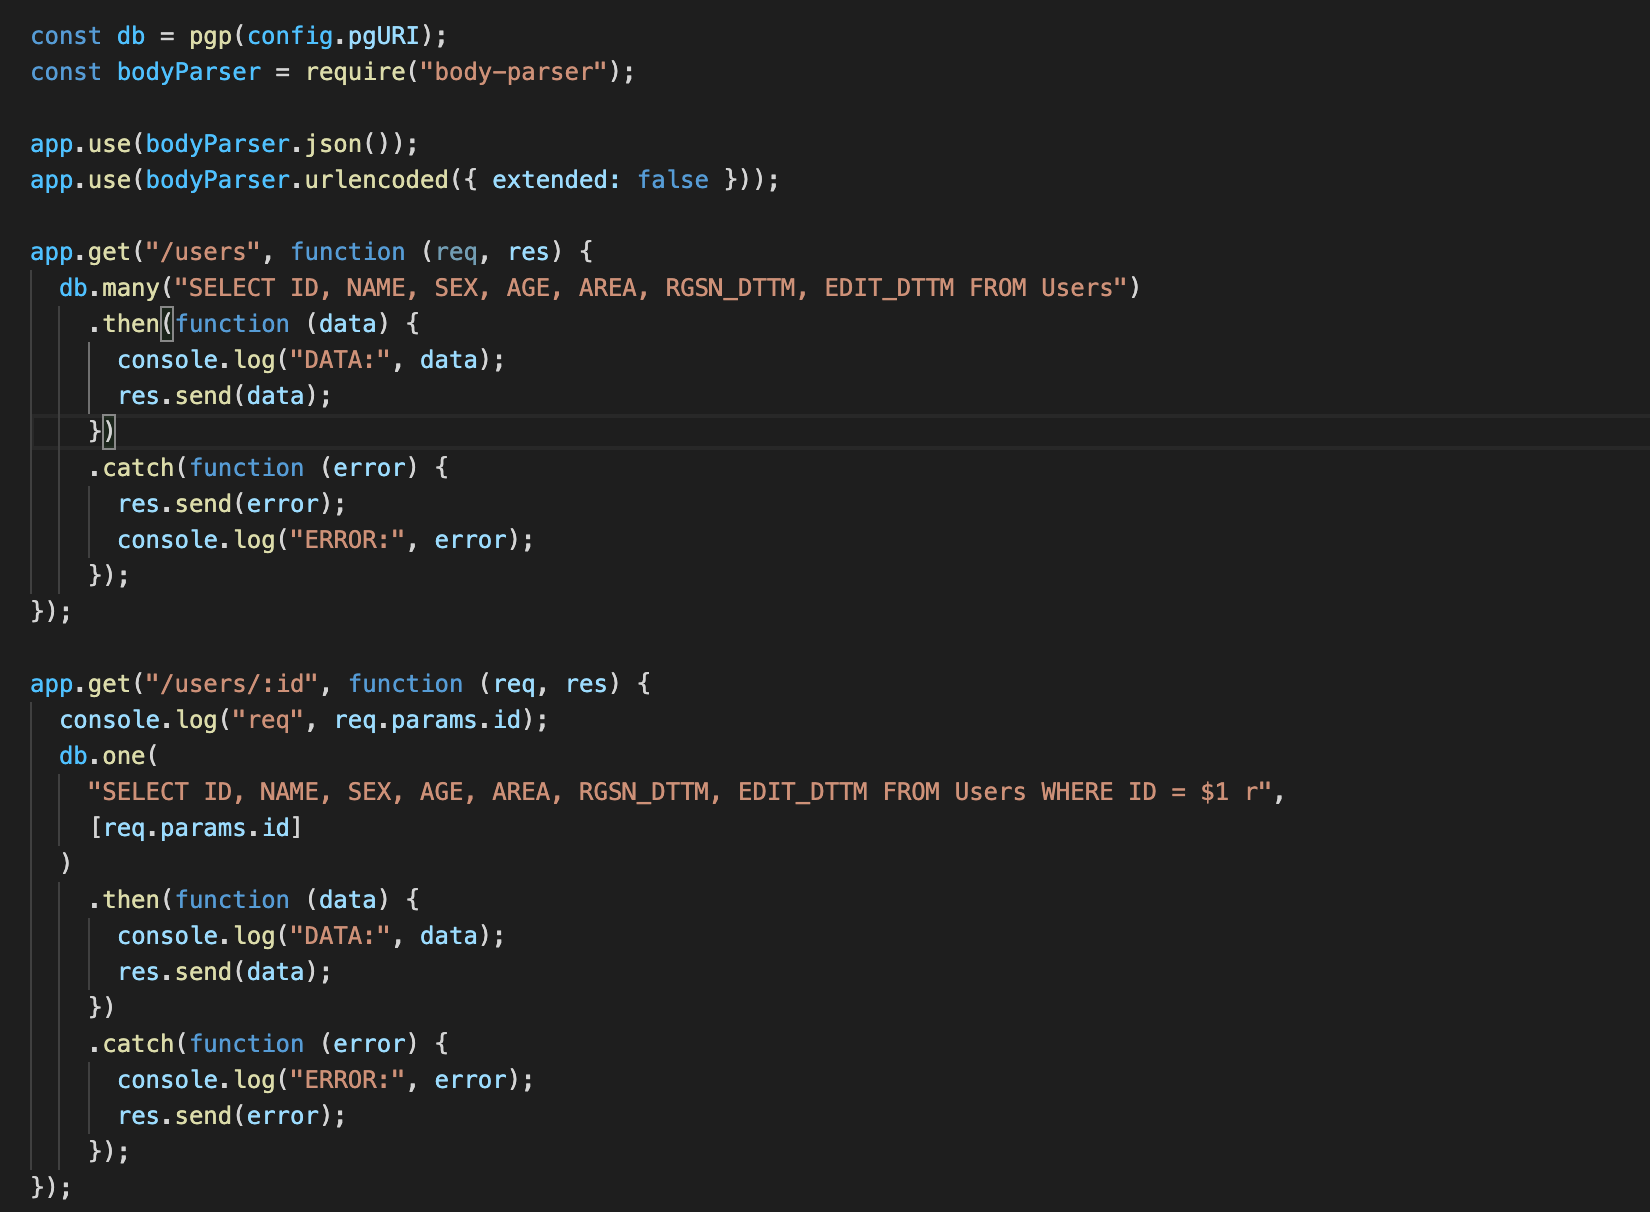 const db = pgp(config.pgURI);
const bodyParser = require("body-parser");
app.use(bodyParser.json());
app.use(bodyParser.urlencoded({ extended: false }));
app.get("/users", function (req, res) {
db.many("SELECT ID, NAME, SEX, AGE, AREA, RGSN_DTTM, EDIT_DTTM FROM Users")
.then(function (data) {
console.log("DATA:", data);
res.send(data);
})
.catch(function (error) {
res.send(error);
console.log("ERROR:", error);
});
});
app.get("/users/:id", function (req, res) {
console.log("req", req.params.id);
db.one(
"SELECT ID, NAME, SEX, AGE, AREA, RGSN_DTTM, EDIT_DTTM FROM Users WHERE ID = $1 r",
[req.params.id]
)
.then(function (data) {
console.log("DATA:", data);
res.send(data);
})
.catch(function (error) {
console.log("ERROR:", error);
res.send(error);
});
});